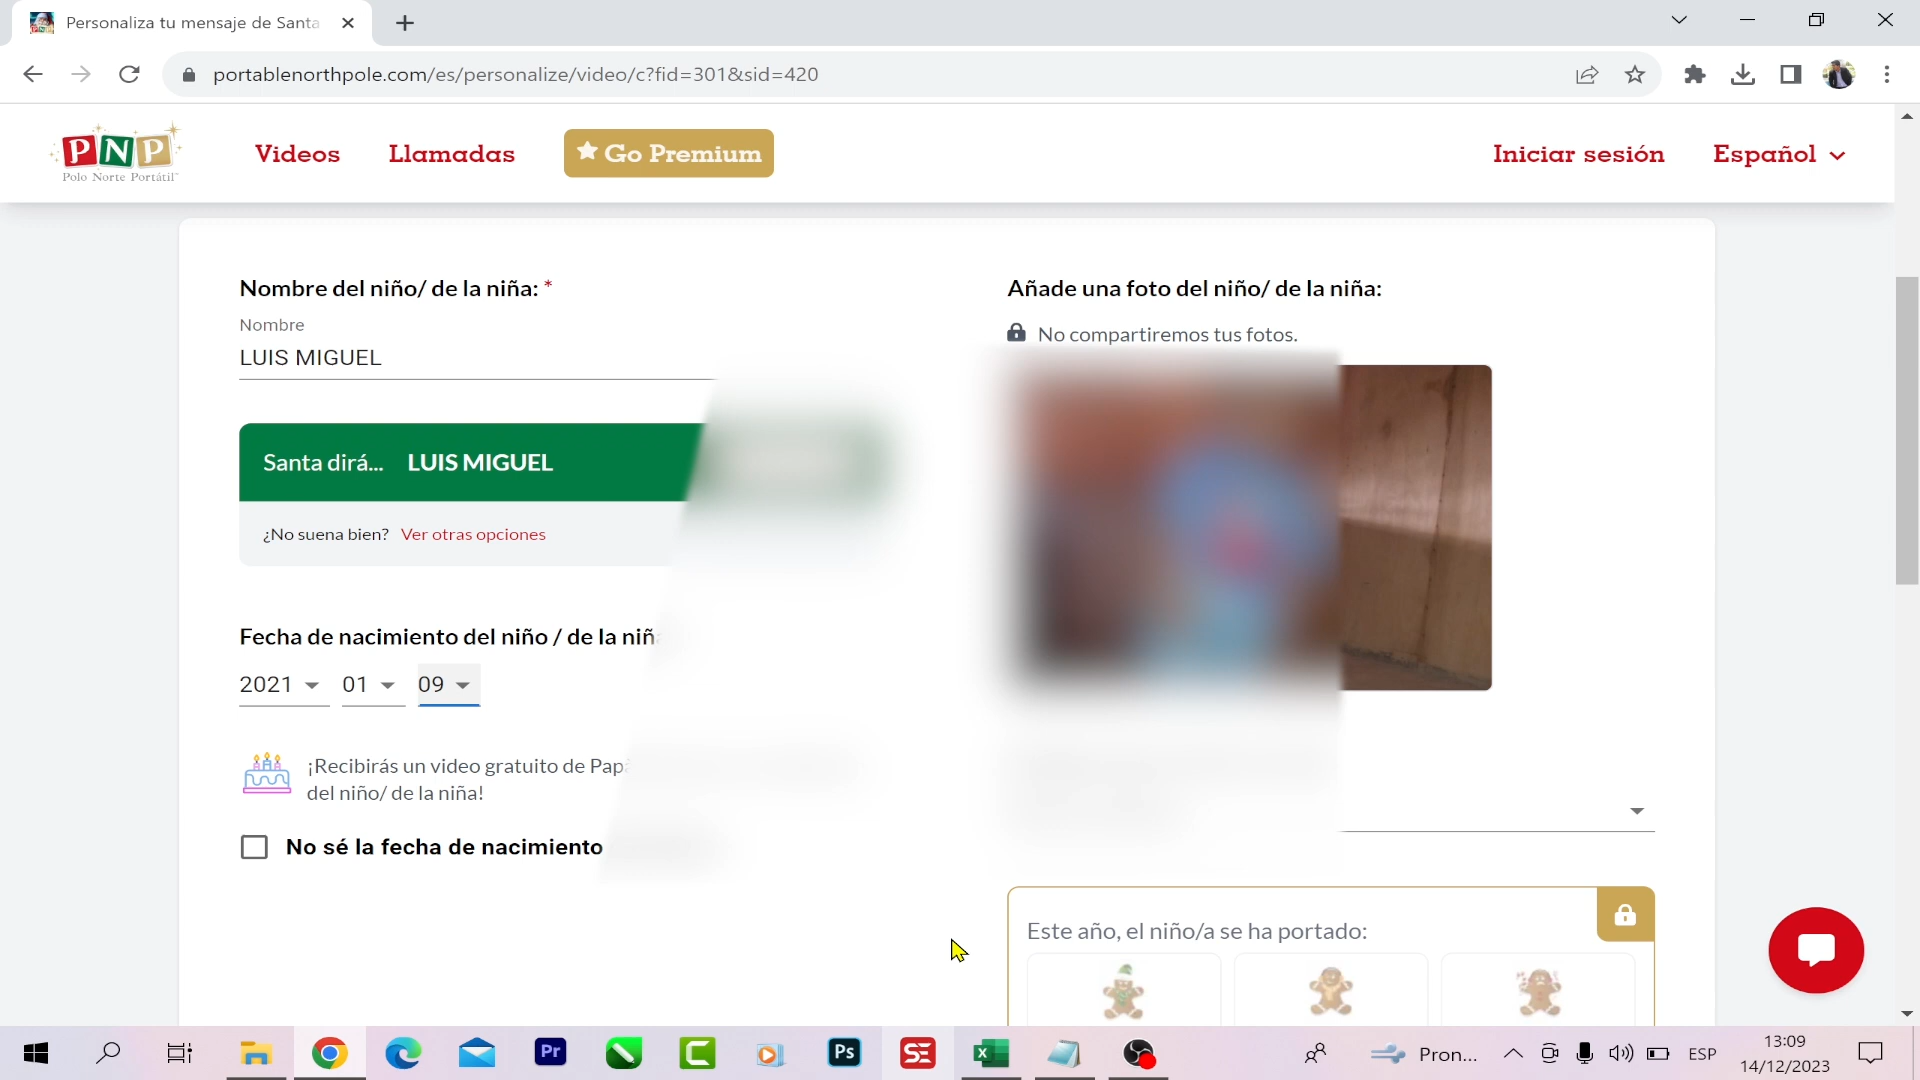 Personaliza tu mensaje de Santa
portablenorthpole.com/es/personalize/video/c?fid=301&sid=420
PNP
Polo Norte Portátil
Videos
Llamadas
Go Premium
Iniciar sesión
Español
Nombre del niño/ de la niña: *
Nombre
LUIS MIGUEL
Santa dirá... LUIS MIGUEL
¿No suena bien? Ver otras opciones
Fecha de nacimiento del niño / de la niña
2021 01 09
¡Recibirás un video gratuito de Papá
del niño/ de la niña!
No sé la fecha de nacimiento
Añade una foto del niño/ de la niña:
No compartiremos tus fotos.
Este año, el niño/a se ha portado:
Pr
Ps
SE
Pron...
ESP
13:09
14/12/2023